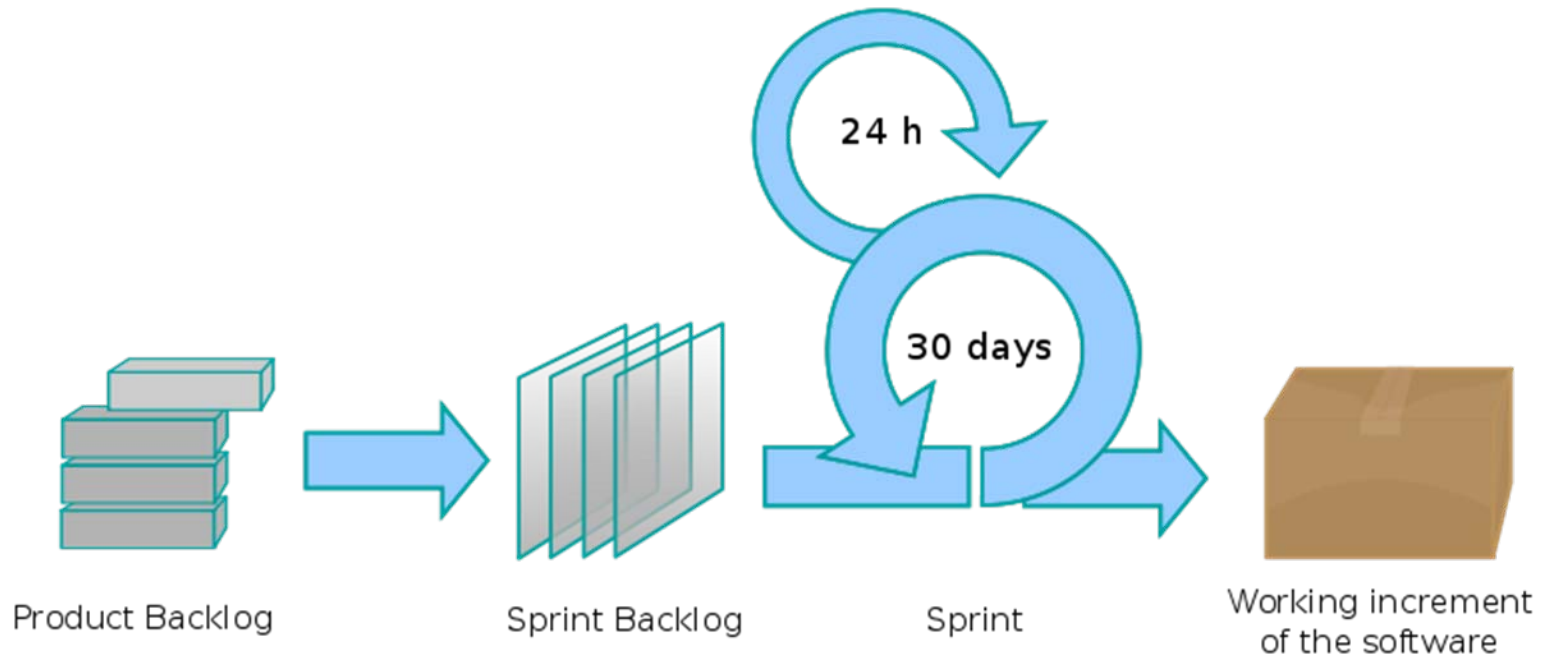 24 h
30 days
Product Backlog
Sprint Backlog
Sprint
Working increment
of the software